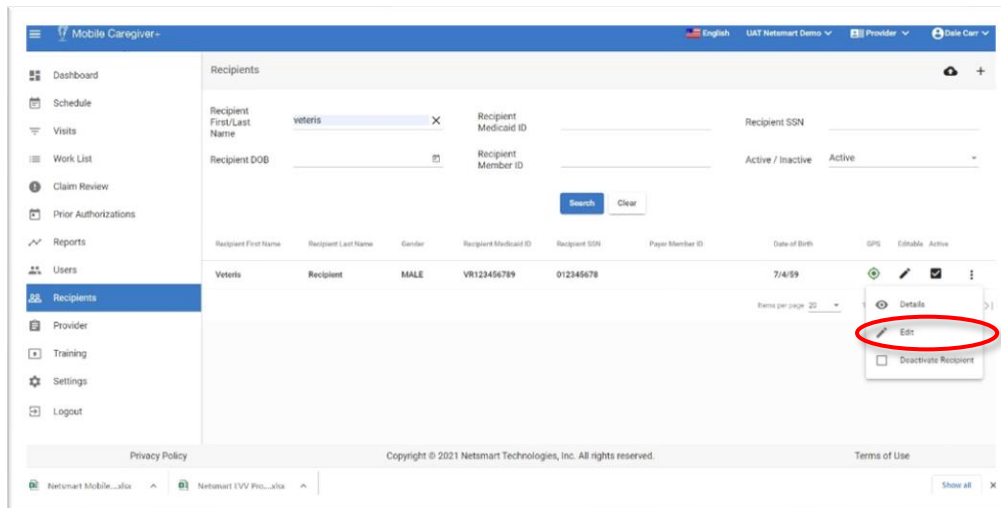 Mobile Caregiver+ English UAT Netsmart Demo Provider Dale Carr
Dashboard
Schedule
Visits
Work List
Claim Review
Prior Authorizations
Reports
Users
Recipients
Provider
Training
Settings
Logout
Recipients
Recipient First/Last Name veteris Recipient Medicaid ID Recipient SSN
Recipient DOB Recipient Member ID Active / Inactive Active
Search Clear
Recipient First Name Recipient Last Name Gender Recipient Medicaid ID Recipient SSN Payer Member ID Date of Birth GPS Editable Active
Veteris Recipient MALE VR123456789 012345678 7/4/59
Items per page 20
Details
Edit
Deactivate Recipient
Privacy Policy Copyright © 2021 Netsmart Technologies, Inc. All rights reserved. Terms of Use
Netsmart Mobile....xlsx Netsmart EVV Pro....xlsx Show all